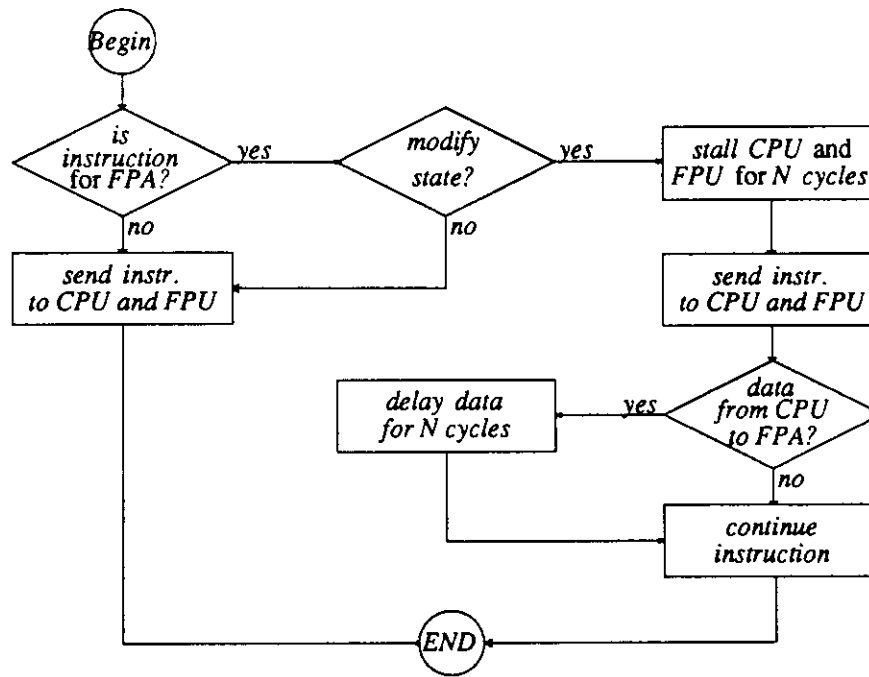 Begin
is
instruction
for FPA?
yes
modify
state?
yes
stall CPU and
FPU for N cycles
no
no
send instr.
to CPU and FPU
send instr.
to CPU and FPU
data
from CPU
to FPA?
yes
delay data
for N cycles
no
continue
instruction
END